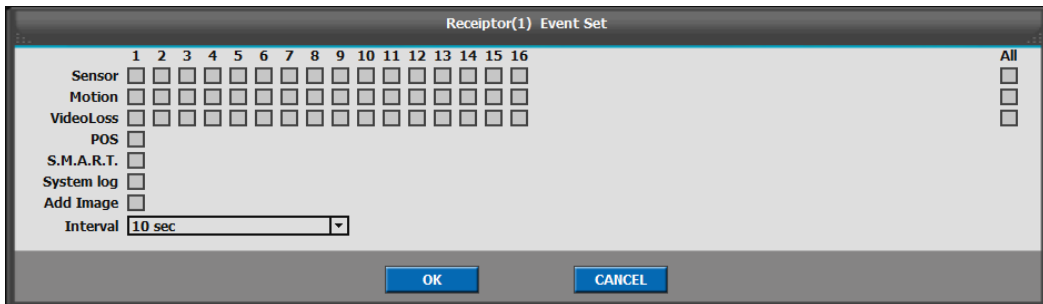 Receiptor(1) Event Set
1 2 3 4 5 6 7 8 9 10 11 12 13 14 15 16 All
Sensor
Motion
VideoLoss
POS
S.M.A.R.T.
System log
Add Image
Interval 10 sec
OK CANCEL